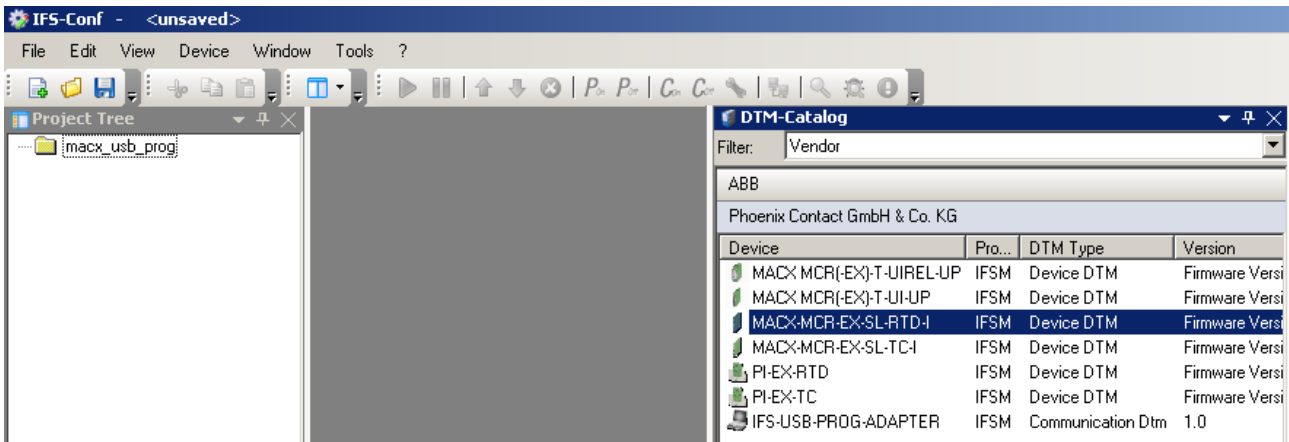 IFS-Conf - <unsaved>
File Edit View Device Window Tools ?
Project Tree
macx_usb_prog
DTM-Catalog
Filter: Vendor
ABB
Phoenix Contact GmbH & Co. KG
Device Pro... DTM Type Version
MACX MCR(-EX)-T-UIREL-UP IFSM Device DTM Firmware Versi
MACX MCR(-EX)-T-UI-UP IFSM Device DTM Firmware Versi
MACX-MCR-EX-SL-RTD-I IFSM Device DTM Firmware Versi
MACX-MCR-EX-SL-TC-I IFSM Device DTM Firmware Versi
PI-EX-RTD IFSM Device DTM Firmware Versi
PI-EX-TC IFSM Device DTM Firmware Versi
IFS-USB-PROG-ADAPTER IFSM Communication Dtm 1.0